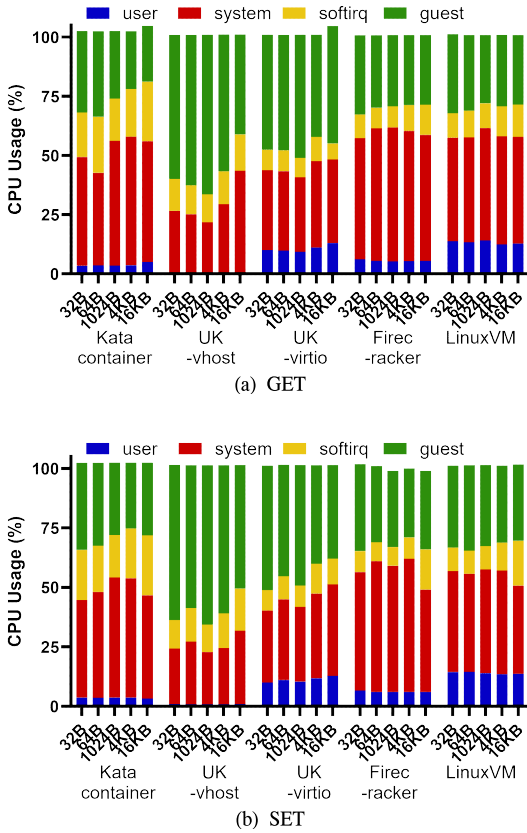 user system softirq guest
CPU Usage (%)
100
75
50
25
0
32B 64B 1024B 4KB 16KB 32B 64B 1024B 4KB 16KB 32B 64B 1024B 4KB 16KB 32B 64B 1024B 4KB 16KB 32B 64B 1024B 4KB 16KB
Kata UK UK Firec LinuxVM
container -vhost -virtio -racker
(a) GET
user system softirq guest
CPU Usage (%)
100
75
50
25
0
32B 64B 1024B 4KB 16KB 32B 64B 1024B 4KB 16KB 32B 64B 1024B 4KB 16KB 32B 64B 1024B 4KB 16KB 32B 64B 1024B 4KB 16KB
Kata UK UK Firec LinuxVM
container -vhost -virtio -racker
(b) SET